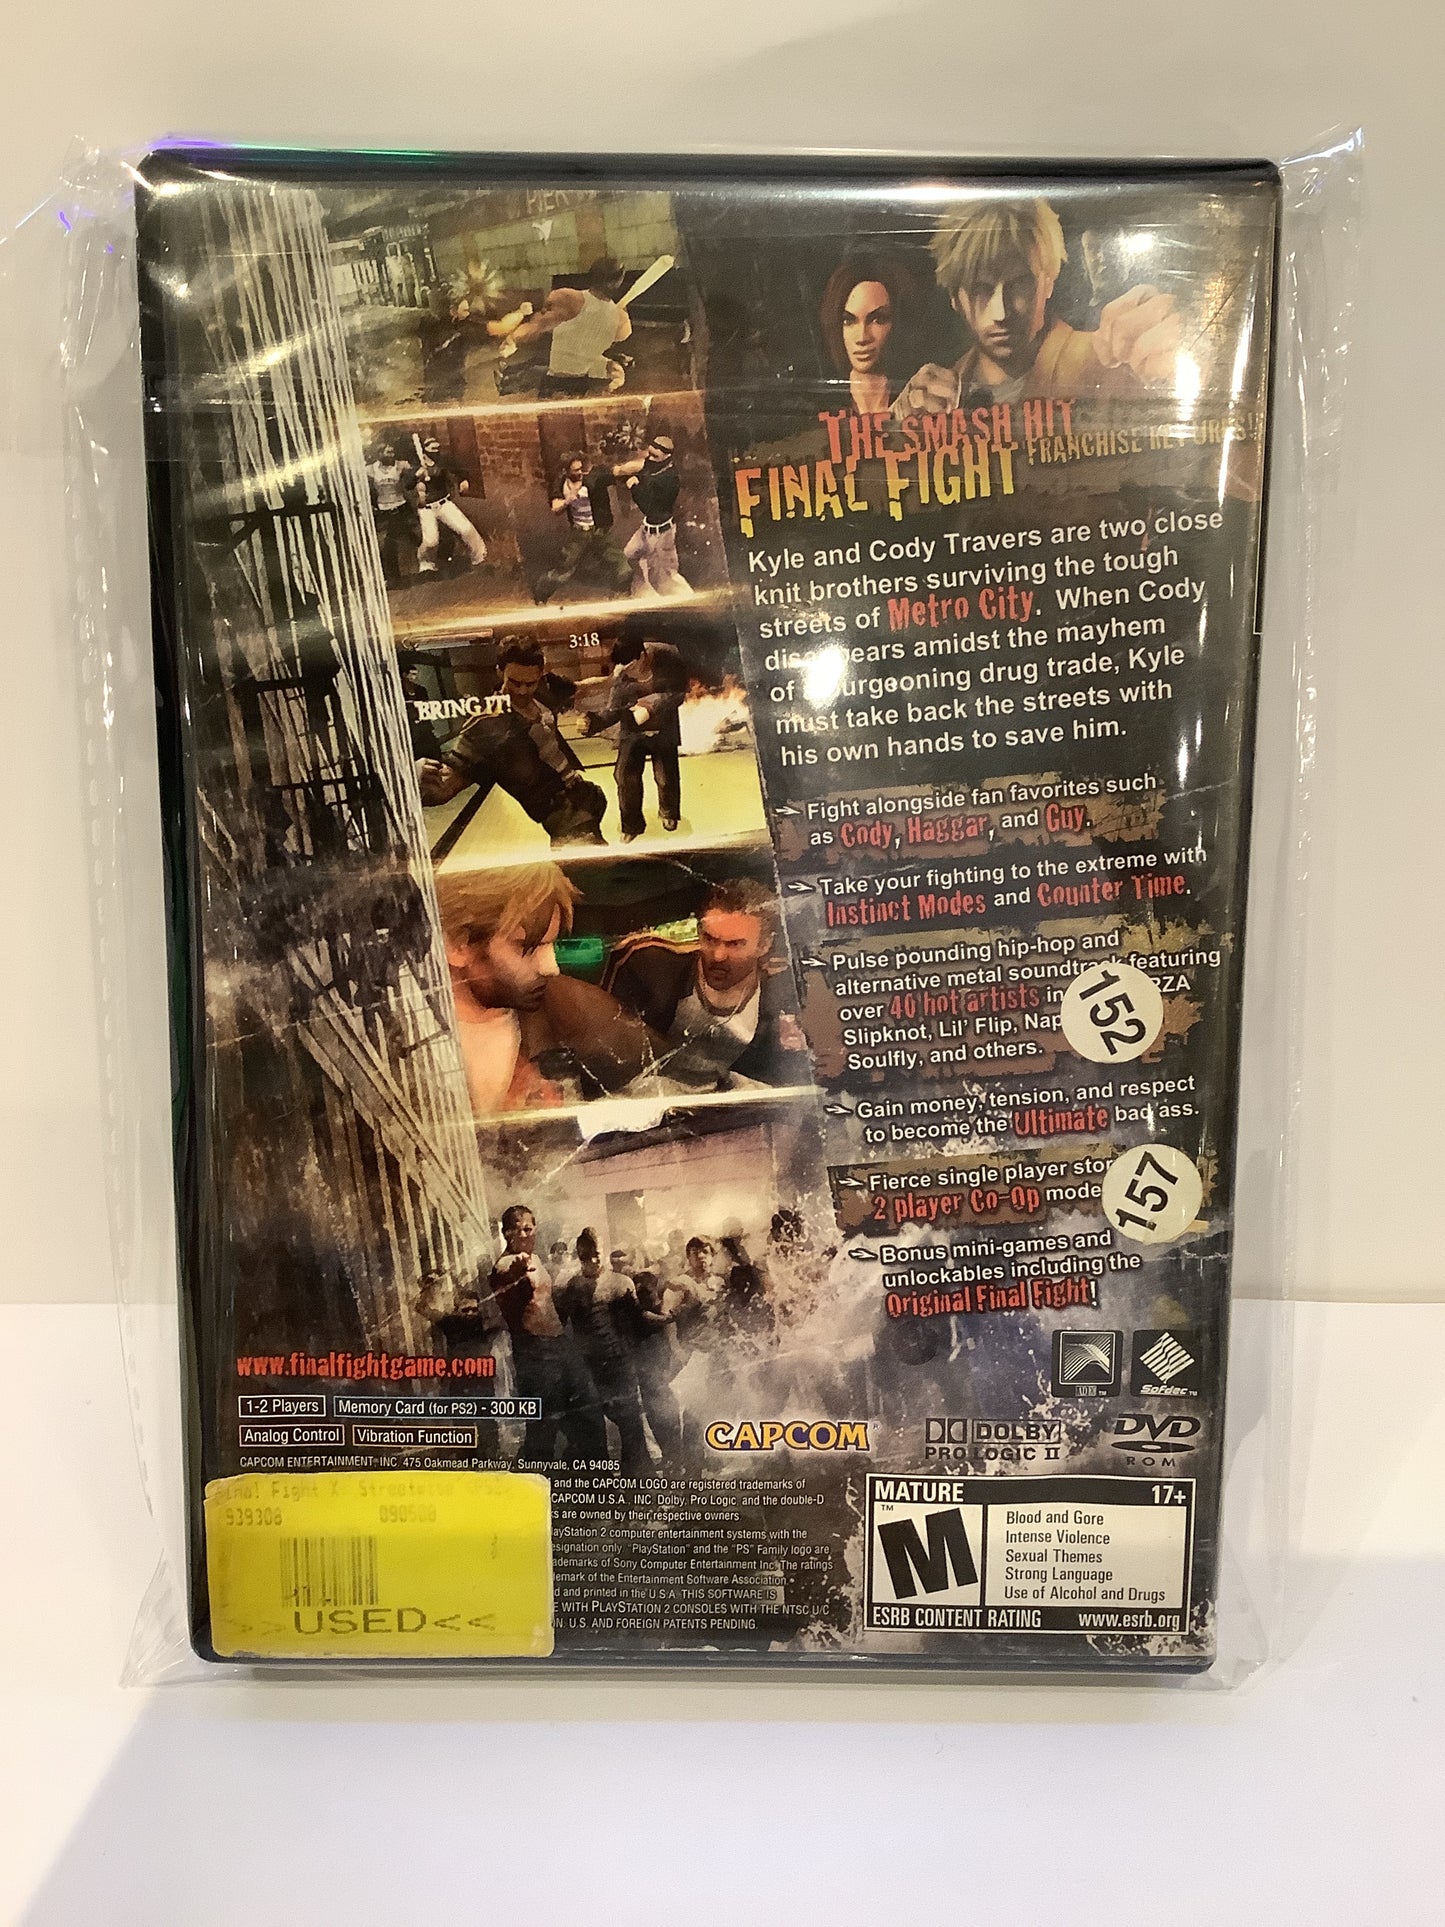 PIER
THE SMASH HIT
FRANCHISE RETURNS!
FINAL FIGHT
Kyle and Cody Travers are two close
knit brothers surviving the tough
streets of Metro City. When Cody
amidst the mayhem
of drug trade, Kyle
must take back the streets with
his own hands to save him.
3:18
BRING IT!
Fight alongside fan favorites such
as Cody, Haggar, and Guy.
Take your fighting to the extreme with
Instinct Modes and Counter Time.
Pulse pounding hip-hop and
alternative metal soundtrack featuring
over 40 hot artists in
Slipknot, Lil' Flip,
Soulfly, and others.
152
Gain money, tension, and respect
to become the Ultimate bad ass.
Fierce single player
2 player Co-Op mode
157
Bonus mini-games and
unlockables including the
Original Final Fight!
www.finalfightgame.com
1-2 Players Memory Card (for PS2) - 300 KB
Analog Control Vibration Function
ADX TM
Sofdec TM
CAPCOM
DOLBY
PRO LOGIC II
DVD
ROM
CAPCOM ENTERTAINMENT, INC. 475 Oakmead Parkway, Sunnyvale, CA 94085
and the CAPCOM LOGO are registered trademarks of
CAPCOM U.S.A., INC. Dolby, Pro Logic, and the double-D
are owned by their respective owners.
PlayStation 2 computer entertainment systems with the
designation only. "PlayStation" and the "PS" Family logo are
trademarks of Sony Computer Entertainment Inc. The ratings
of the Entertainment Software Association.
and printed in the U.S.A. THIS SOFTWARE IS
WITH PLAYSTATION 2 CONSOLES WITH THE NTSC U/C
U.S. AND FOREIGN PATENTS PENDING.
Final Fight
939308 090508
>>USED<<
MATURE 17+
TM
M
Blood and Gore
Intense Violence
Sexual Themes
Strong Language
Use of Alcohol and Drugs
ESRB CONTENT RATING www.esrb.org